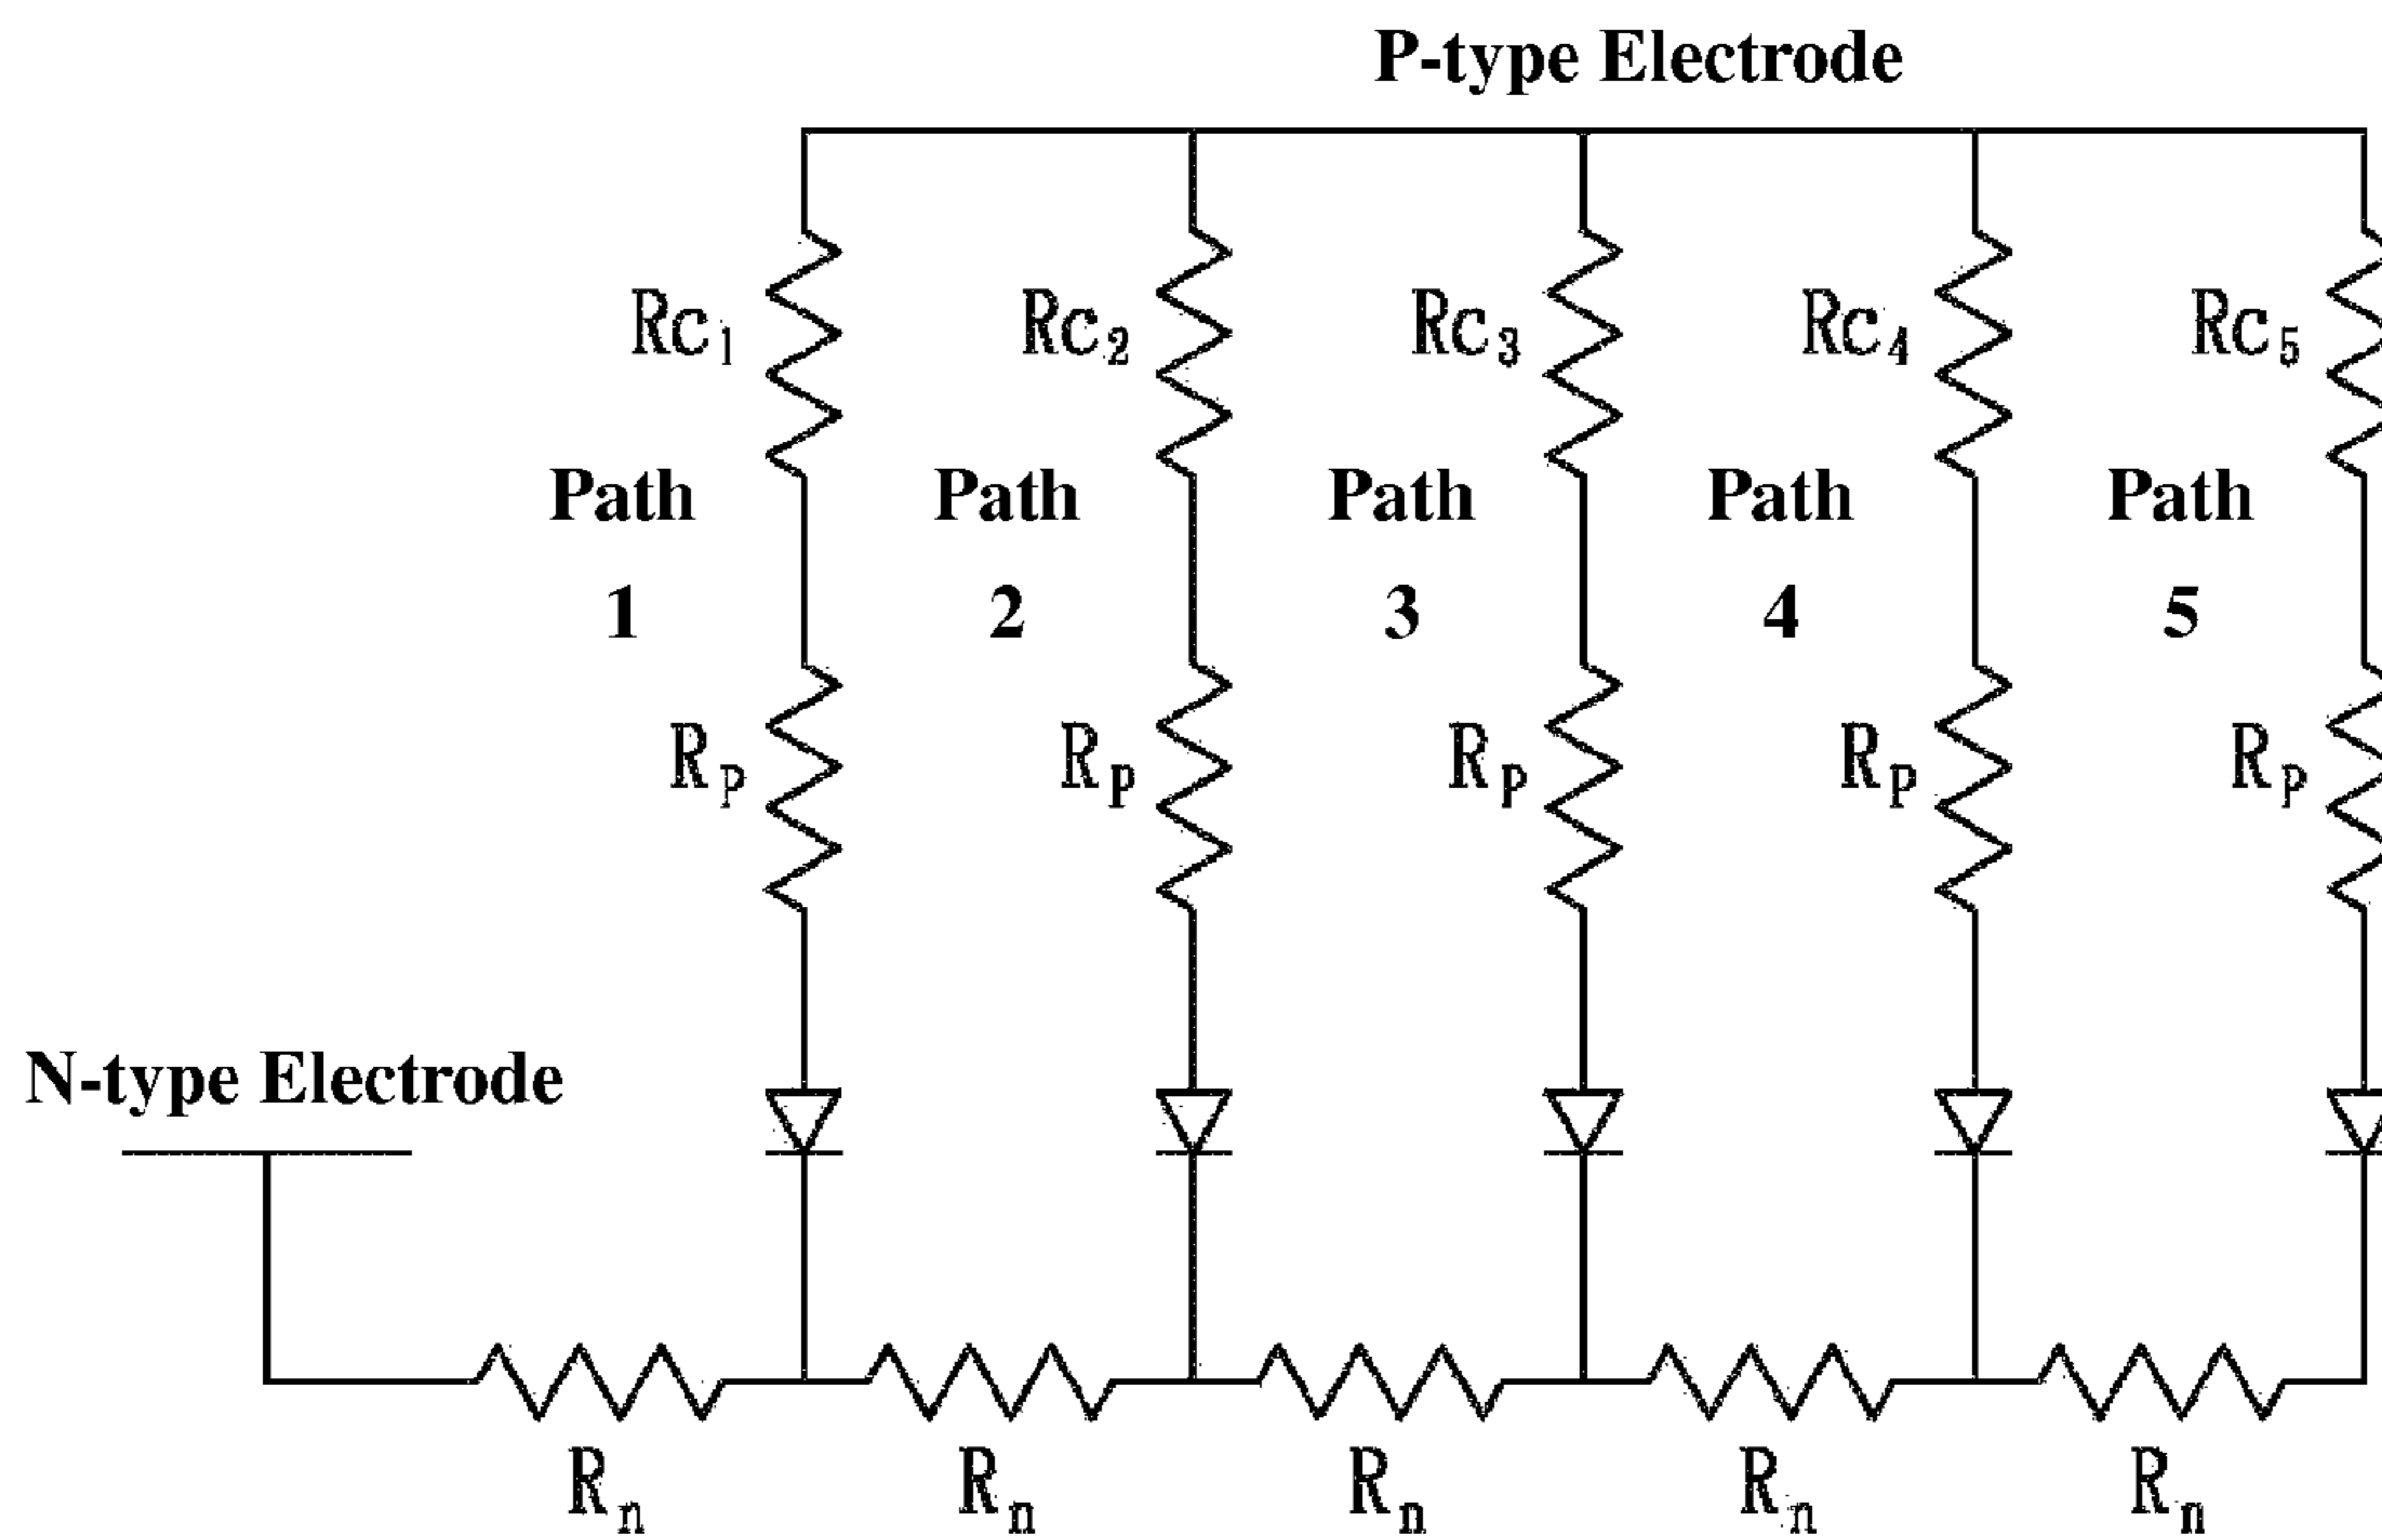 P-type Electrode
Rc1 Rc2 Rc3 Rc4 Rc5
Path Path Path Path Path
1 2 3 4 5
RP RP RP RP RP
N-type Electrode
Rn Rn Rn Rn Rn